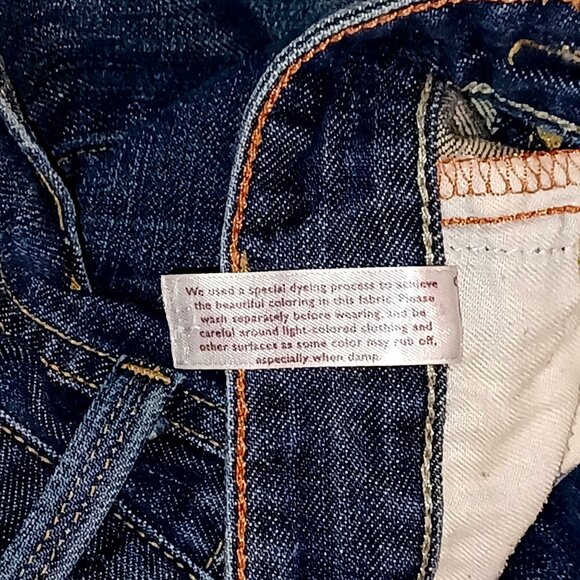 We used a special dyeing process to achieve
the beautiful coloring in this fabric. Please
wash separately before wearing, and be
careful around light-colored clothing and
other surfaces as some color may rub off,
especially when damp.